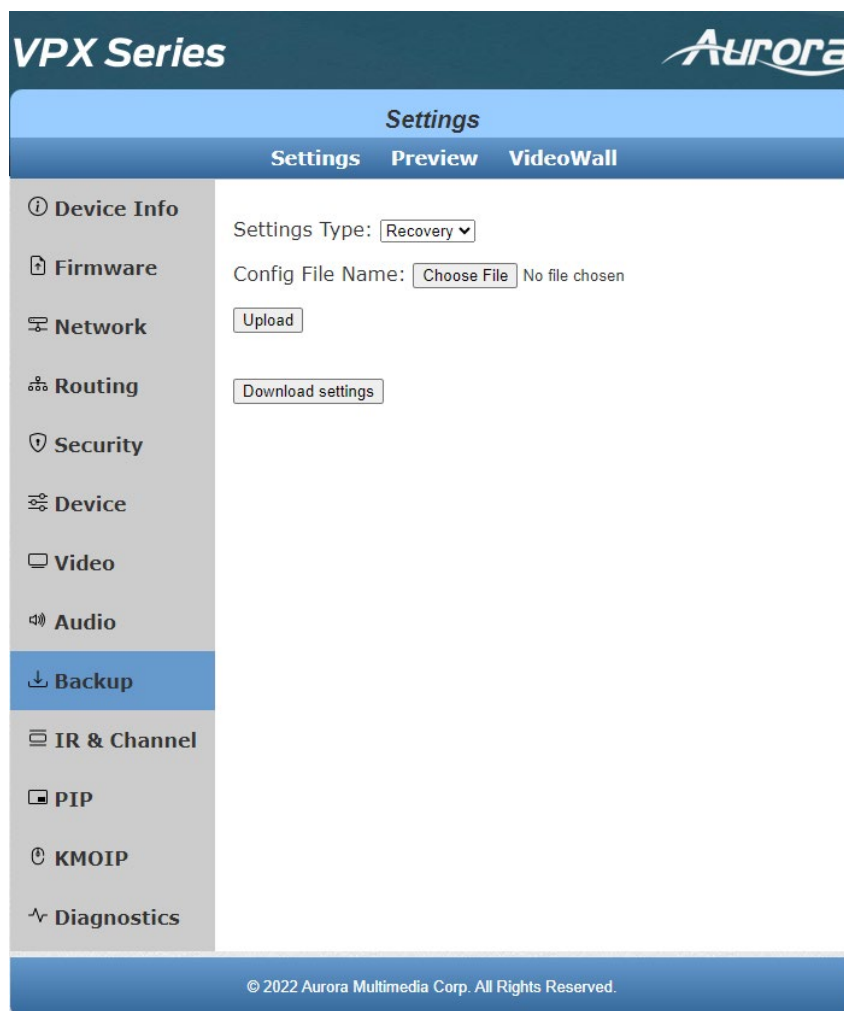 VPX Series
Aurora
Settings
Settings Preview VideoWall
Device Info
Firmware
Network
Routing
Security
Device
Video
Audio
Backup
IR & Channel
PIP
KMOIP
Diagnostics
Settings Type: Recovery
Config File Name: Choose File No file chosen
Upload
Download settings
© 2022 Aurora Multimedia Corp. All Rights Reserved.